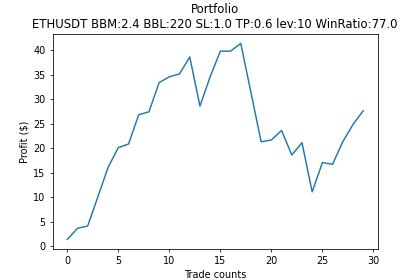 Portfolio
ETHUSDT BBM:2.4 BBL:220 SL:1.0 TP:0.6 lev:10 WinRatio:77.0
40
35
30
25
20
15
10
5
0
Profit ($)
0 5 10 15 20 25 30
Trade counts